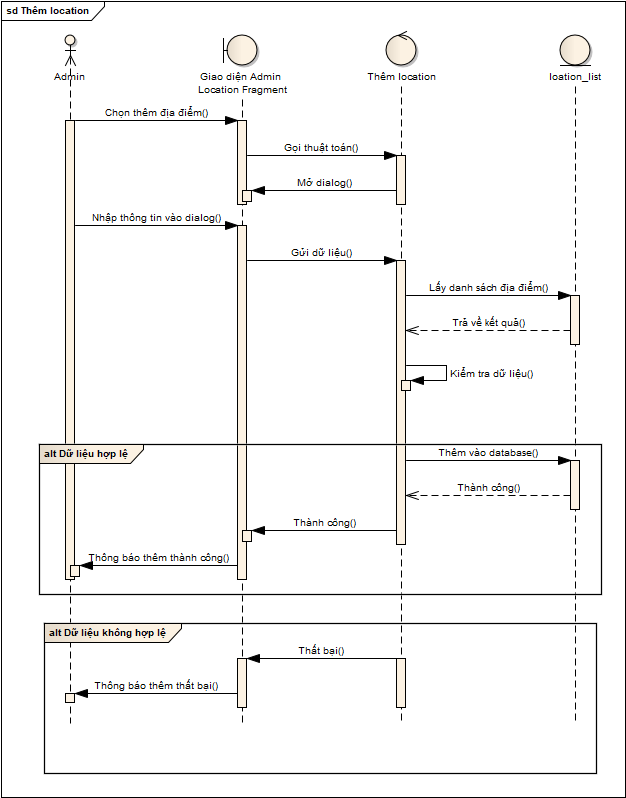 sd Thêm location
Admin
Giao diện Admin
Location Fragment
Thêm location
loation_list
Chọn thêm địa điểm()
Gọi thuật toán()
Mở dialog()
Nhập thông tin vào dialog()
Gửi dữ liệu()
Lấy danh sách địa điểm()
Trả về kết quả()
Kiểm tra dữ liệu()
alt Dữ liệu hợp lệ
Thêm vào database()
Thành công()
Thành công()
Thông báo thêm thành công()
alt Dữ liệu không hợp lệ
Thất bại()
Thông báo thêm thất bại()